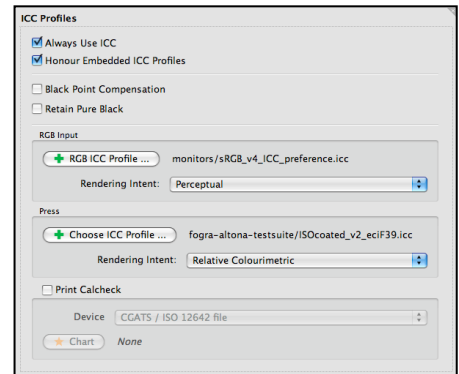 ICC Profiles
Always Use ICC
Honour Embedded ICC Profiles
Black Point Compensation
Retain Pure Black
RGB Input
RGB ICC Profile ... monitors/sRGB_v4_ICC_preference.icc
Rendering Intent: Perceptual
Press
Choose ICC Profile ... fogra-altona-testsuite/ISOcoated_v2_eciF39.icc
Rendering Intent: Relative Colourimetric
Print Calcheck
Device CGATS / ISO 12642 file
Chart None